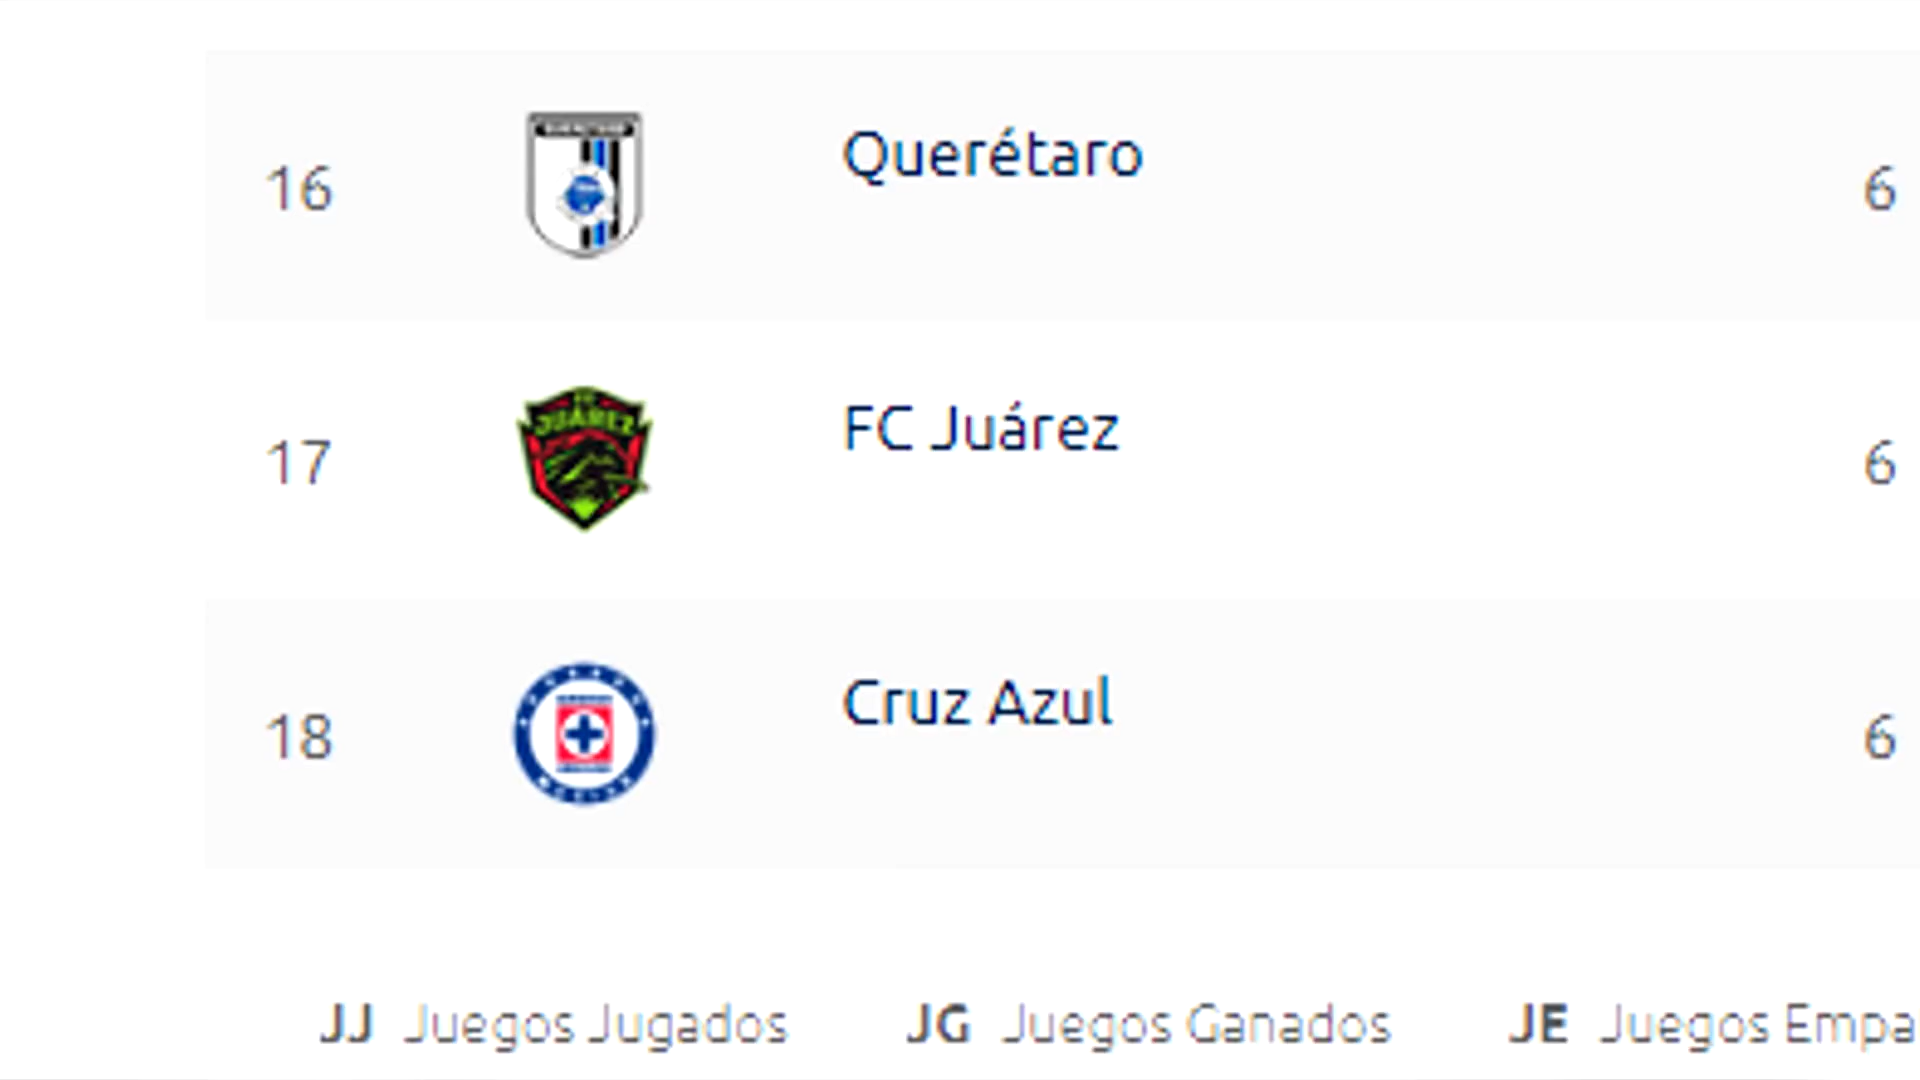 16 Querétaro 6
JUÁREZ
17 FC Juárez 6
18 Cruz Azul 6
JJ Juegos Jugados JG Juegos Ganados JE Juegos Empa